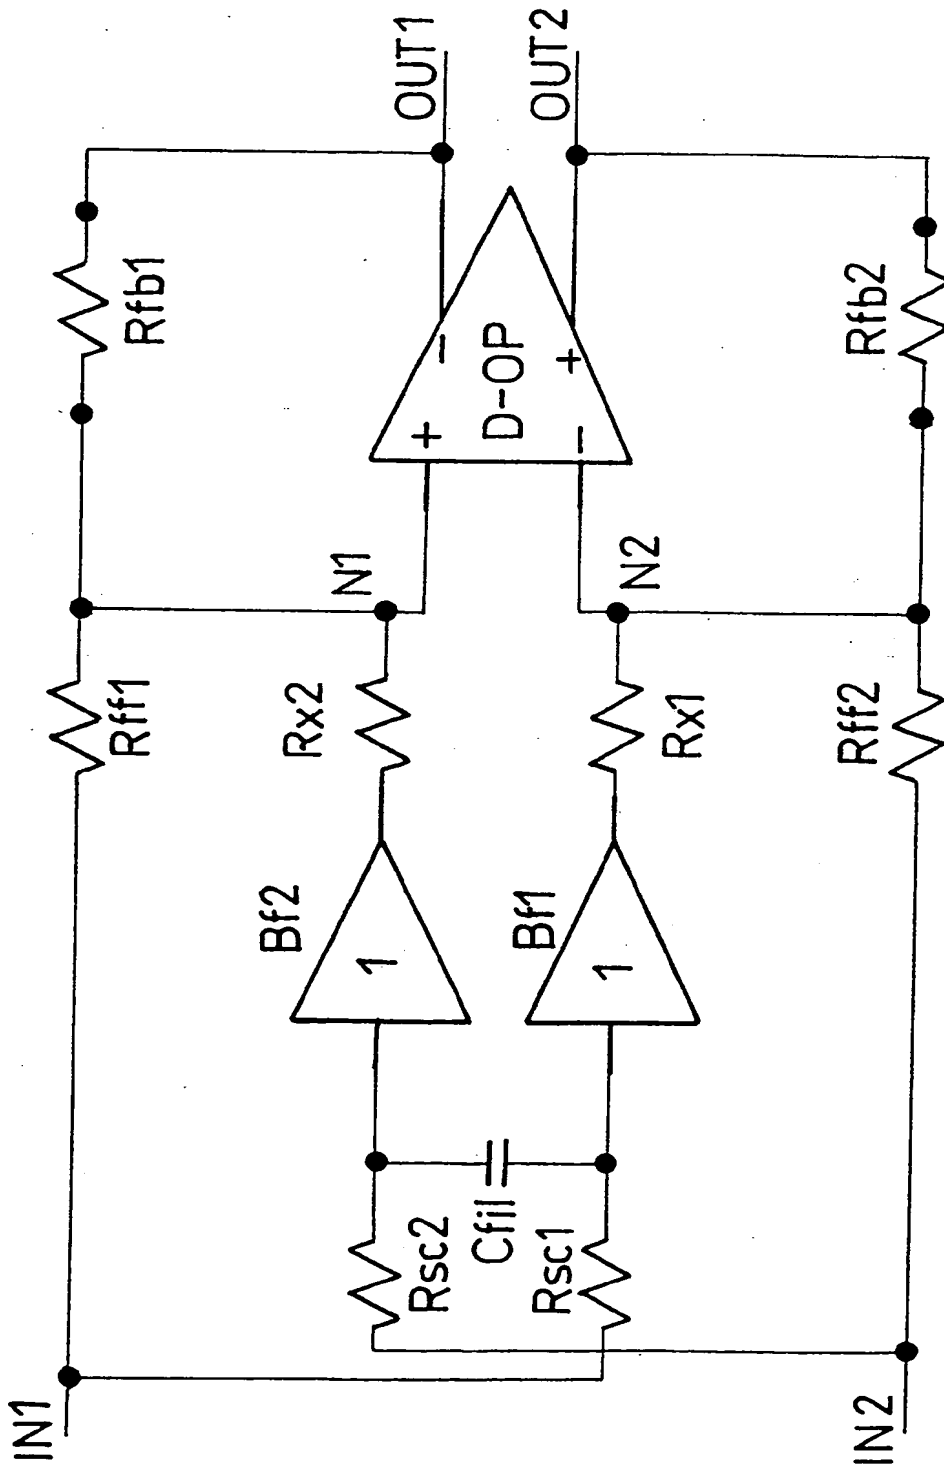 IN1
Rff1
Rfb1
OUT1
Rsc2
Bf2
1
Rx2
N1
+
-
D-OP
Cfil
Rsc1
Bf1
1
Rx1
N2
-
+
OUT2
IN2
Rff2
Rfb2